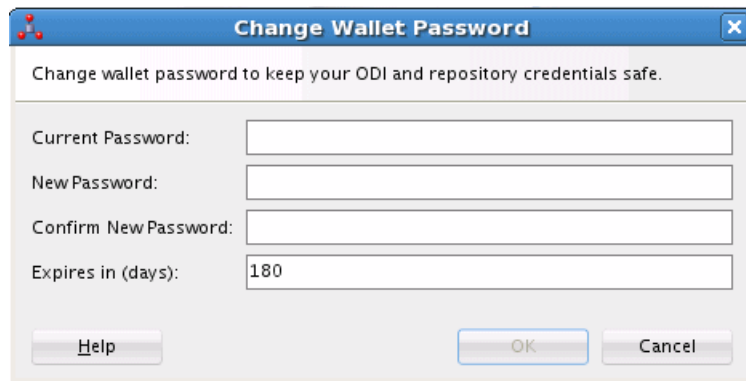 Change Wallet Password
Change wallet password to keep your ODI and repository credentials safe.
Current Password:
New Password:
Confirm New Password:
Expires in (days): 180
Help OK Cancel